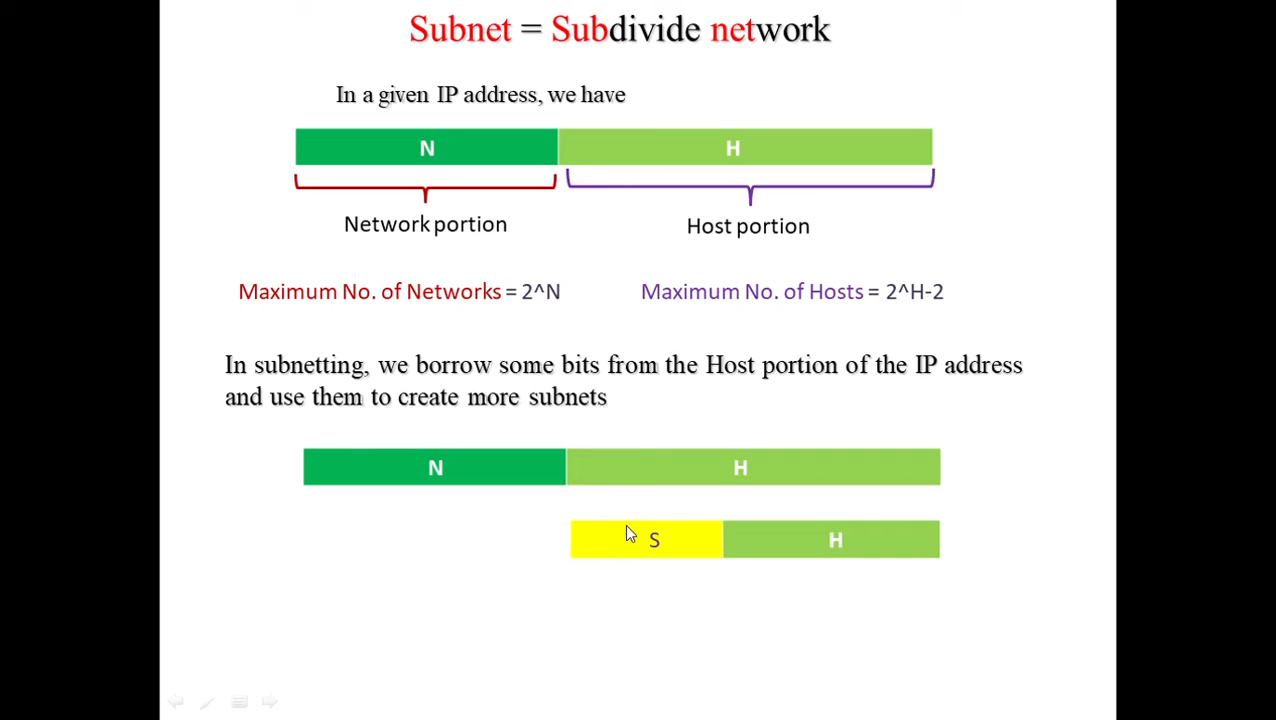 Subnet = Subdivide network
In a given IP address, we have
N H
Network portion Host portion
Maximum No. of Networks = 2^N Maximum No. of Hosts = 2^H-2
In subnetting, we borrow some bits from the Host portion of the IP address
and use them to create more subnets
N H
S H